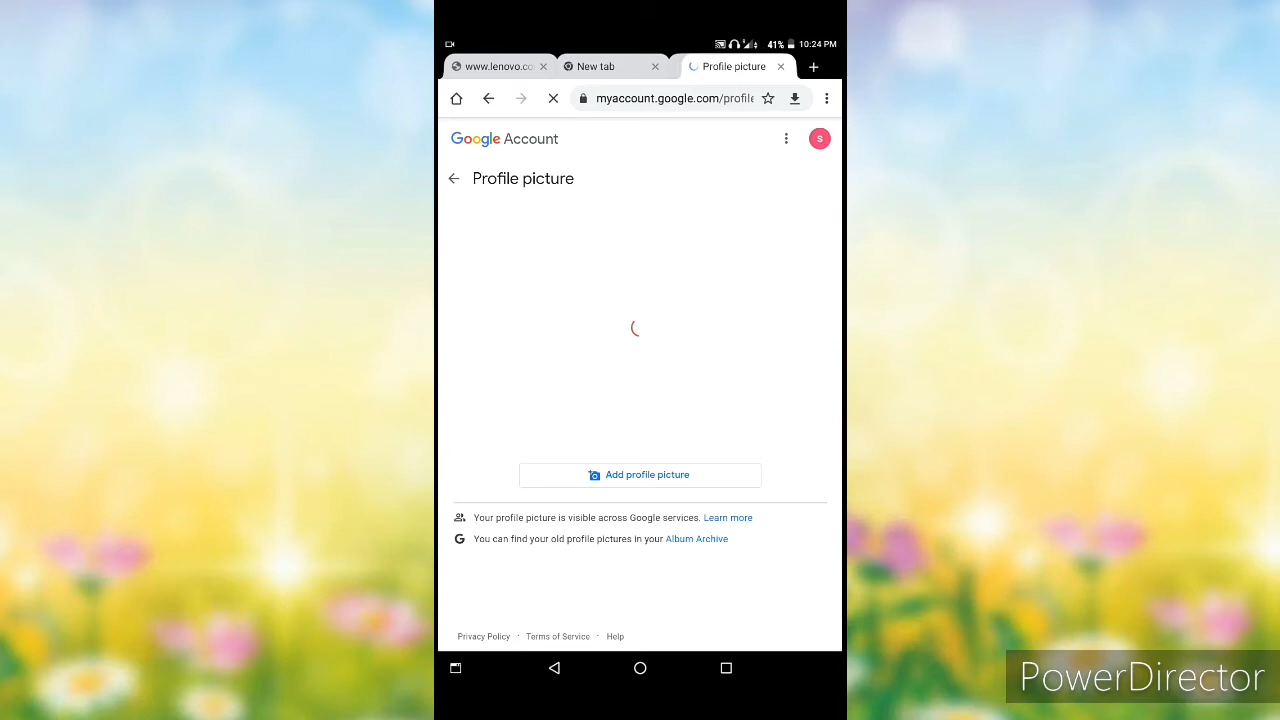 41% 10:24 PM
www.lenovo.co
New tab
Profile picture
myaccount.google.com/profile
Google Account
S
Profile picture
Add profile picture
Your profile picture is visible across Google services. Learn more
You can find your old profile pictures in your Album Archive
Privacy Policy · Terms of Service · Help
PowerDirector